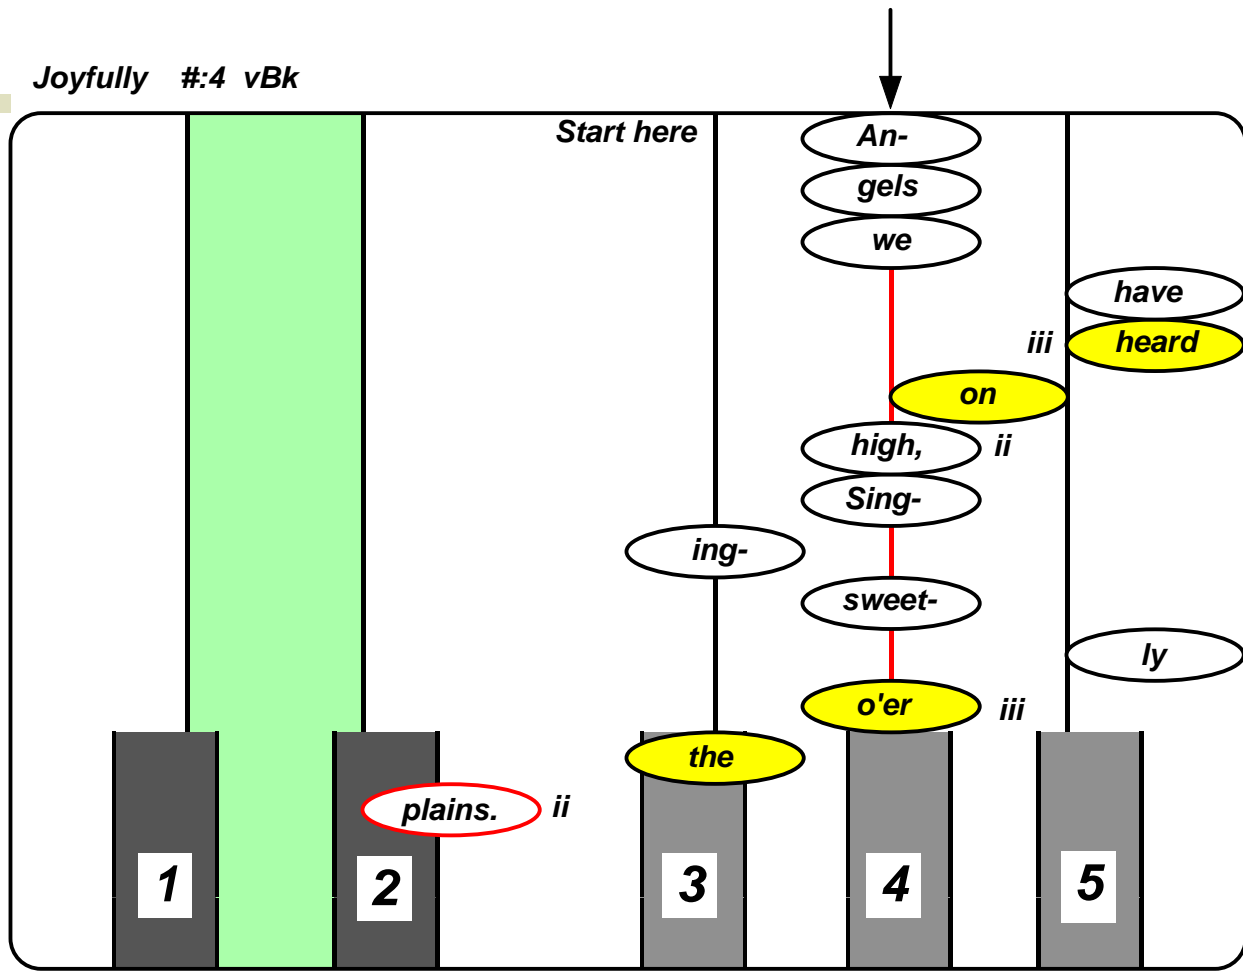 Joyfully #:4 vBk
Start here An-
gels
we
have
iii heard
on
high, ii
Sing-
ing-
sweet-
ly
o'er iii
the
plains. ii
1 2 3 4 5